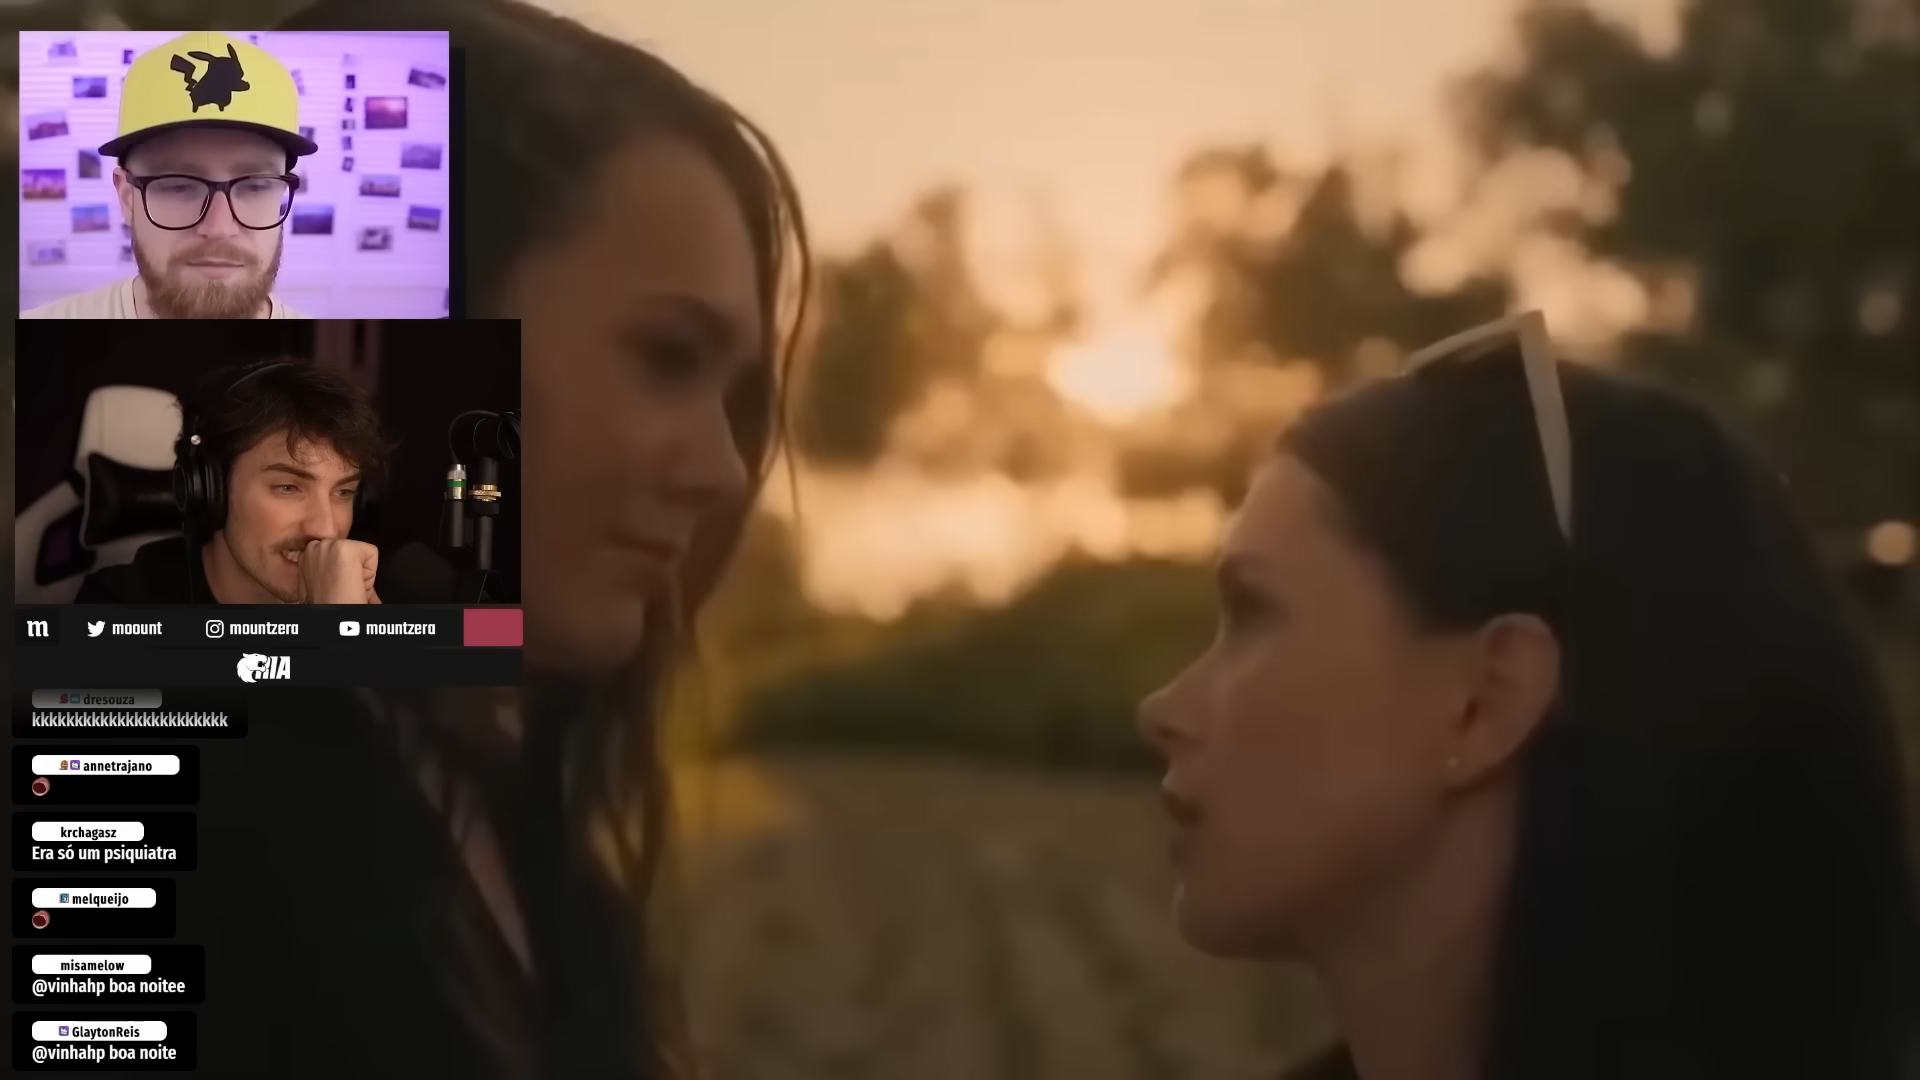 m moount mountzera mountzera
FURIA
dresouza
kkkkkkkkkkkkkkkkkkkkkkk
annetrajano
krchagasz
Era só um psiquiatra
melqueijo
misamelow
@vinhahp boa noitee
GlaytonReis
@vinhahp boa noite